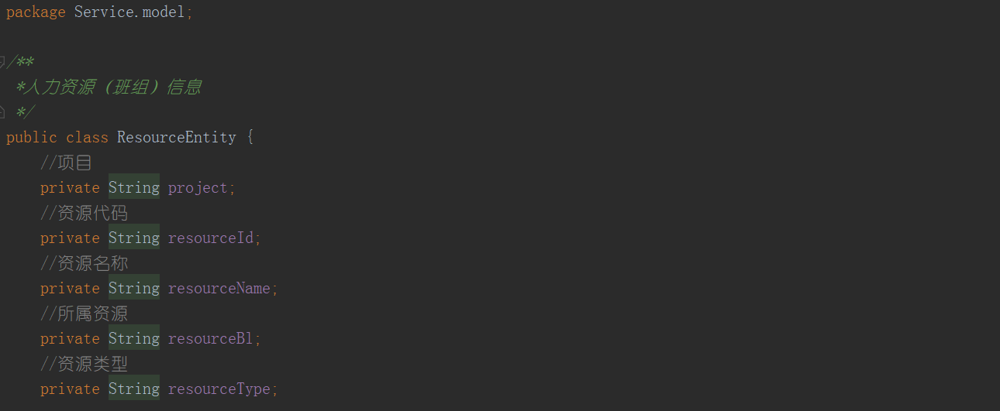 package Service.model;
/**
*人力资源（班组）信息
*/
public class ResourceEntity {
//项目
private String project;
//资源代码
private String resourceId;
//资源名称
private String resourceName;
//所属资源
private String resourceBl;
//资源类型
private String resourceType;